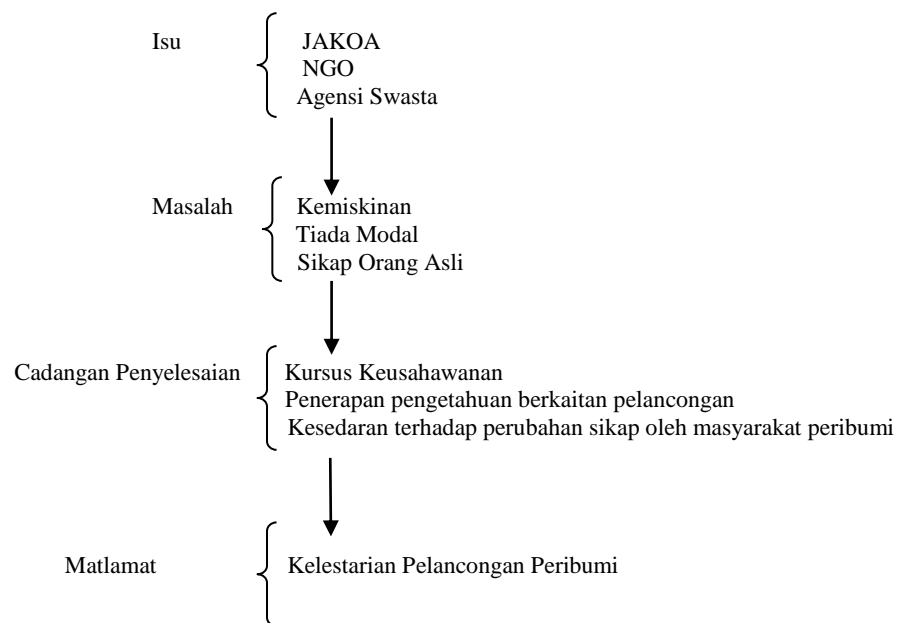 Isu JAKOA
NGO
Agensi Swasta
Masalah Kemiskinan
Tiada Modal
Sikap Orang Asli
Cadangan Penyelesaian Kursus Keusahawanan
Penerapan pengetahuan berkaitan pelancongan
Kesedaran terhadap perubahan sikap oleh masyarakat peribumi
Matlamat Kelestarian Pelancongan Peribumi